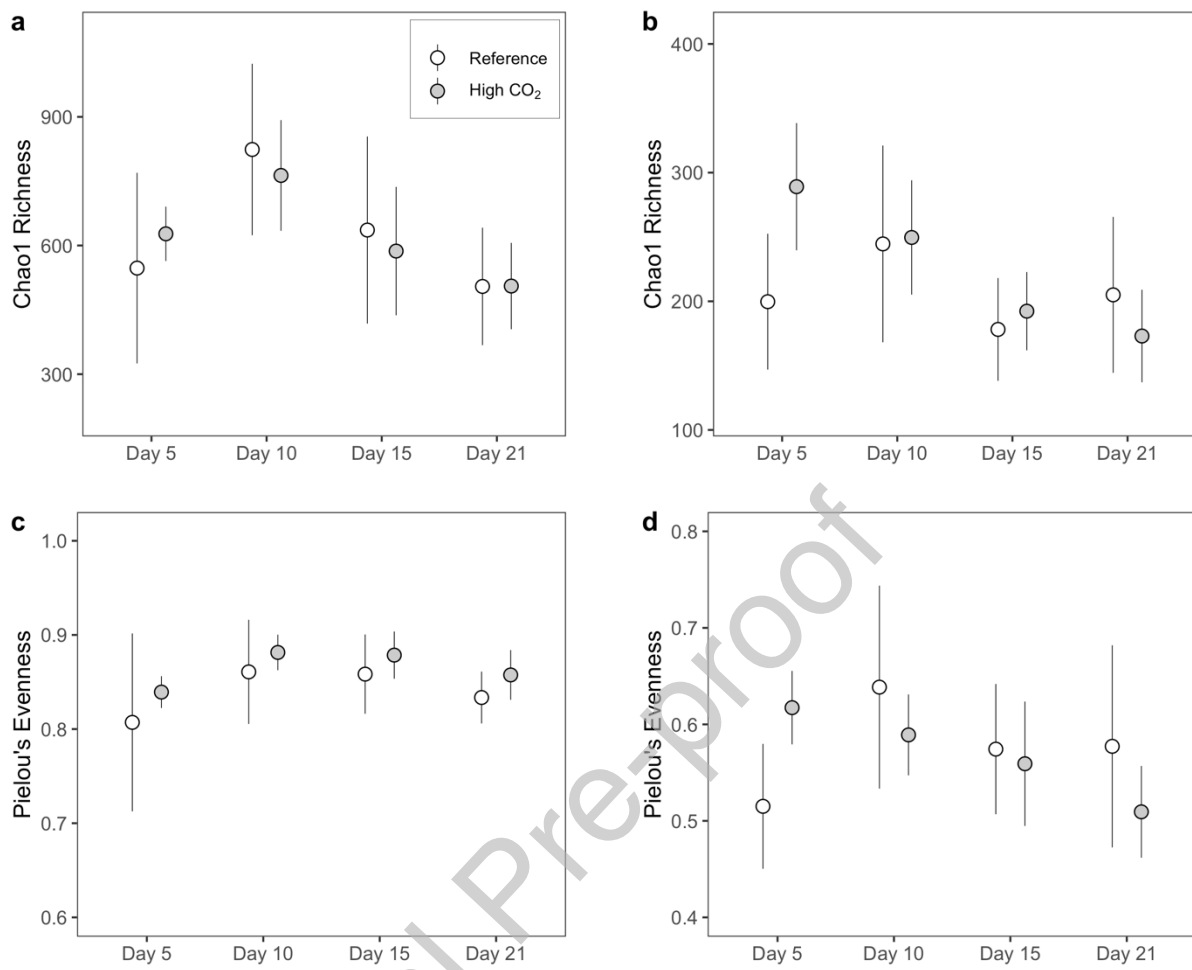 a
Reference
High CO₂
900
600
300
Chao1 Richness
Day 5 Day 10 Day 15 Day 21
b
400
300
200
100
Chao1 Richness
Day 5 Day 10 Day 15 Day 21
c
1.0
0.9
0.8
0.7
0.6
Pielou's Evenness
Day 5 Day 10 Day 15 Day 21
d
0.8
0.7
0.6
0.5
0.4
Pielou's Evenness
Day 5 Day 10 Day 15 Day 21
Pre-proof